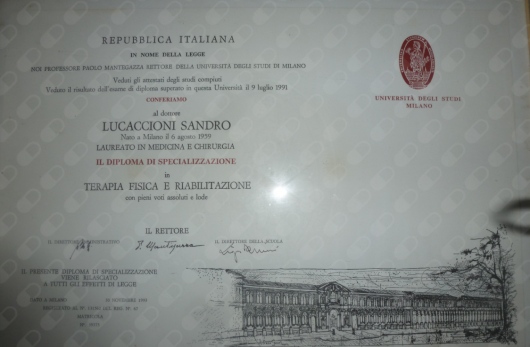 REPUBBLICA ITALIANA
IN NOME DELLA LEGGE
NOI PROFESSORE PAOLO MANTEGAZZA RETTORE DELLA UNIVERSITÀ DEGLI STUDI DI MILANO
Veduti gli attestati degli studi compiuti
Veduto il risultato dell'esame di diploma superato in questa Università il 9 luglio 1991
CONFERIAMO
al dottore
LUCACCIONI SANDRO
Nato a Milano il 6 agosto 1959
LAUREATO IN MEDICINA E CHIRURGIA
IL DIPLOMA DI SPECIALIZZAZIONE
in
TERAPIA FISICA E RIABILITAZIONE
con pieni voti assoluti e lode
IL RETTORE
IL DIRETTORE AMMINISTRATIVO
IL DIRETTORE DELLA SCUOLA
IL PRESENTE DIPLOMA DI SPECIALIZZAZIONE
VIENE RILASCIATO
A TUTTI GLI EFFETTI DI LEGGE
UNIVERSITÀ DEGLI STUDI
MILANO